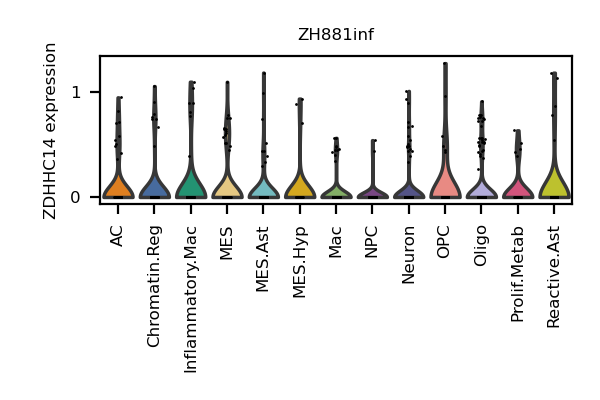 ZH881inf
ZDHHC14 expression
1
0
AC
Chromatin.Reg
Inflammatory.Mac
MES
MES.Ast
MES.Hyp
Mac
NPC
Neuron
OPC
Oligo
Prolif.Metab
Reactive.Ast